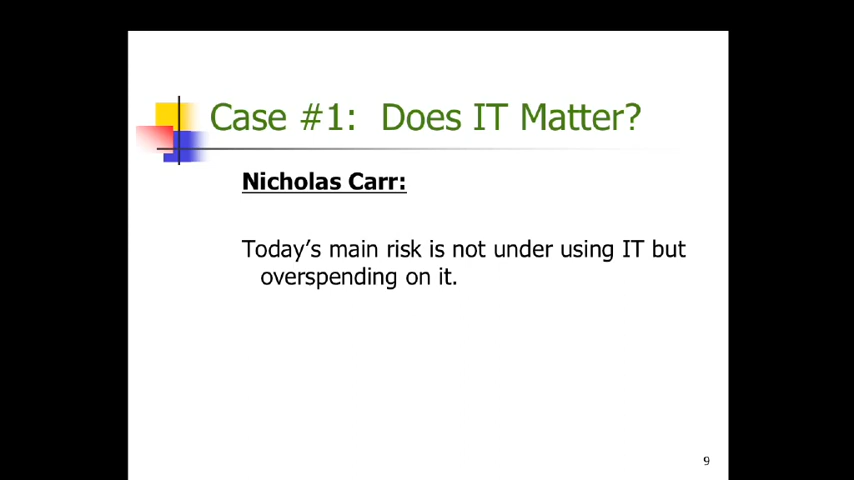 Case #1: Does IT Matter?
Nicholas Carr:
Today's main risk is not under using IT but
overspending on it.
9